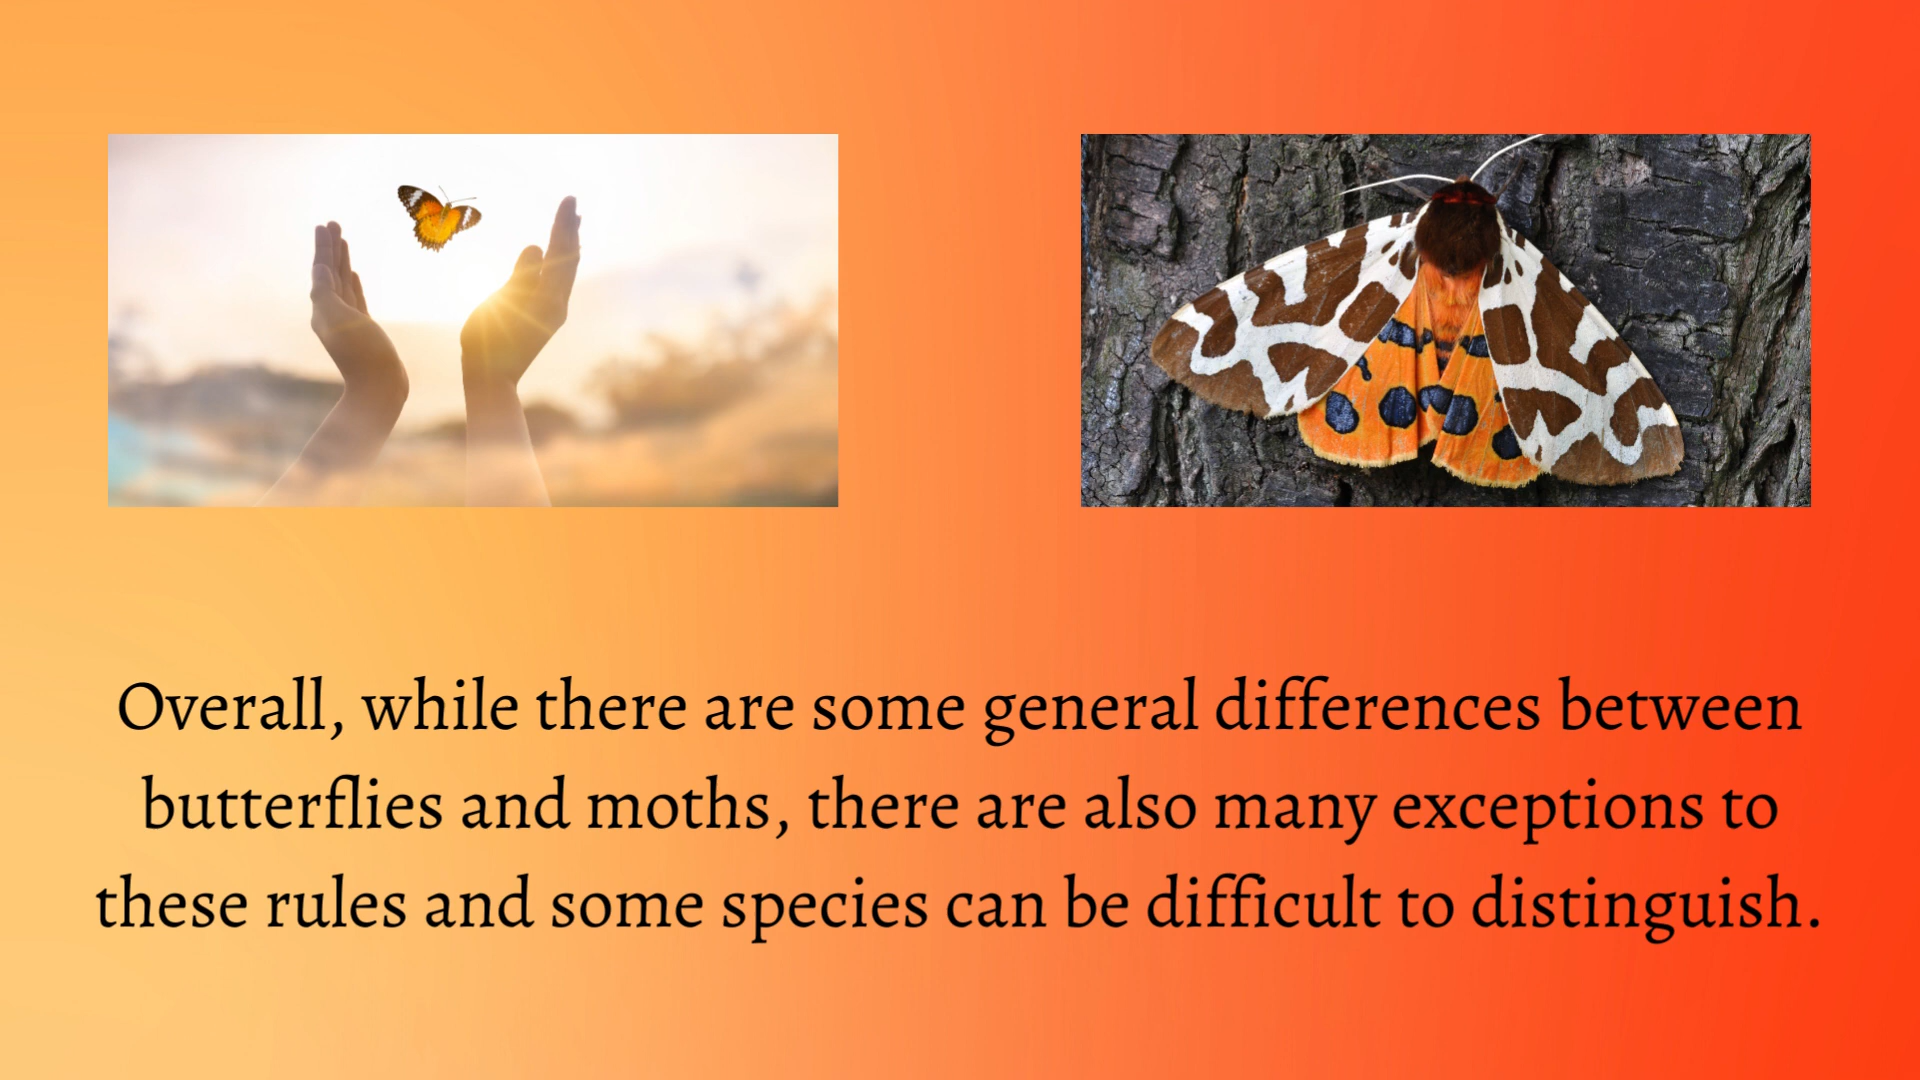 Overall, while there are some general differences between
butterflies and moths, there are also many exceptions to
these rules and some species can be difficult to distinguish.